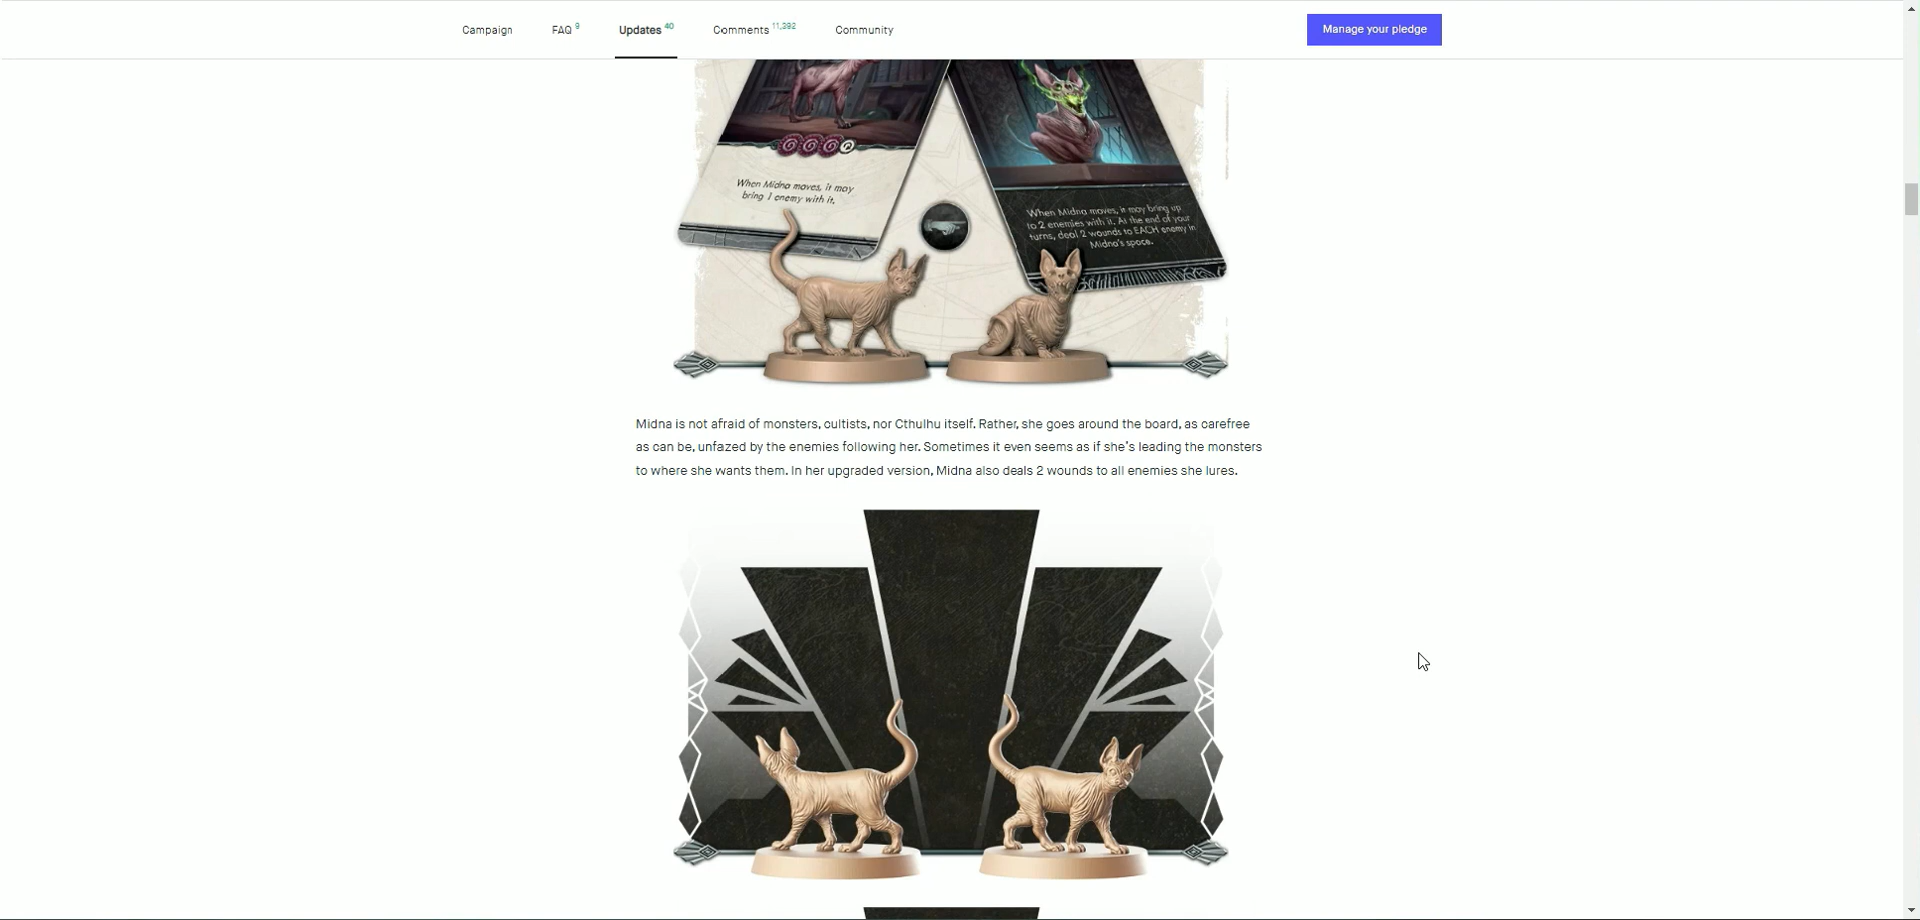 Campaign FAQ 9 Updates 40 Comments 11,392 Community Manage your pledge
When Midna moves, it may
bring 1 enemy with it.
When Midna moves, it may bring up
to 2 enemies with it. At the end of your
turns, deal 2 wounds to EACH enemy in
Midna's space.
Midna is not afraid of monsters, cultists, nor Cthulhu itself. Rather, she goes around the board, as carefree
as can be, unfazed by the enemies following her. Sometimes it even seems as if she's leading the monsters
to where she wants them. In her upgraded version, Midna also deals 2 wounds to all enemies she lures.